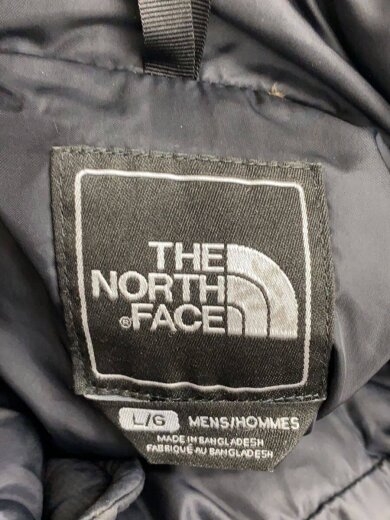 THE
NORTH
®FACE
L/G MENS/HOMMES
MADE IN BANGLADESH
FABRIQUÉ AU BANGLADESH